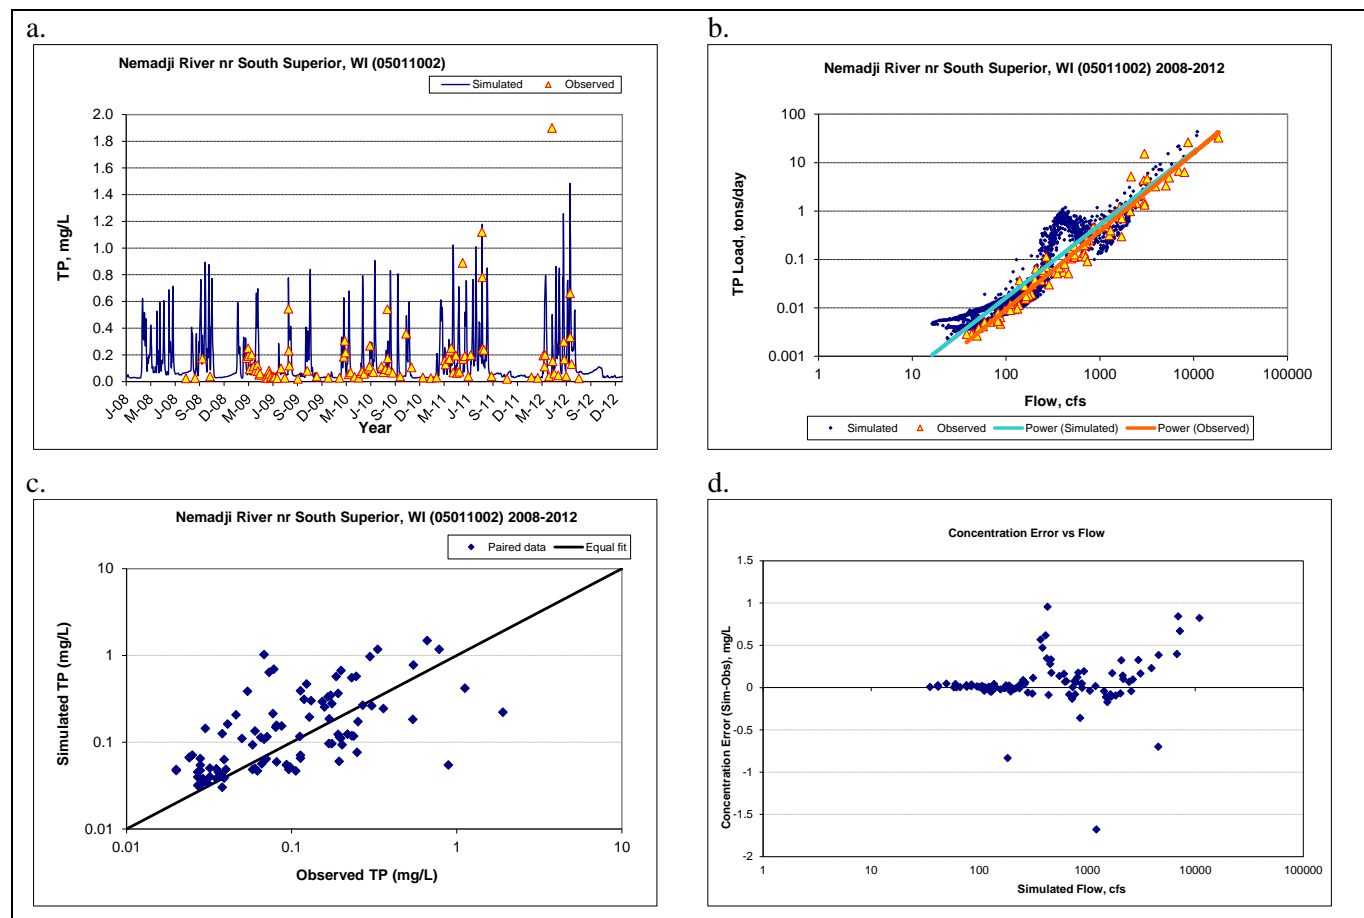 a.
Nemadji River nr South Superior, WI (05011002)
Simulated Observed
TP, mg/L
2.0
1.8
1.6
1.4
1.2
1.0
0.8
0.6
0.4
0.2
0.0
J-08 M-08 J-08 S-08 D-08 M-09 J-09 S-09 D-09 M-10 J-10 S-10 D-10 M-11 J-11 S-11 D-11 M-12 J-12 S-12 D-12
Year
b.
Nemadji River nr South Superior, WI (05011002) 2008-2012
TP Load, tons/day
100
10
1
0.1
0.01
0.001
1 10 100 1000 10000 100000
Flow, cfs
Simulated Observed Power (Simulated) Power (Observed)
c.
Nemadji River nr South Superior, WI (05011002) 2008-2012
Paired data Equal fit
Simulated TP (mg/L)
10
1
0.1
0.01
0.01 0.1 1 10
Observed TP (mg/L)
d.
Concentration Error vs Flow
Concentration Error (Sim-Obs), mg/L
1.5
1
0.5
0
-0.5
-1
-1.5
-2
1 10 100 1000 10000 100000
Simulated Flow, cfs